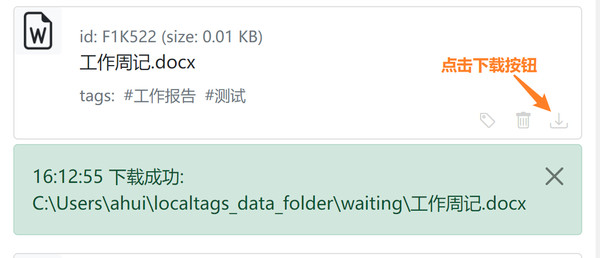 W
id: F1K522 (size: 0.01 KB)
工作周记.docx
点击下载按钮
tags: #工作报告 #测试
16:12:55 下载成功:
C:\Users\ahui\localtags_data_folder\waiting\工作周记.docx